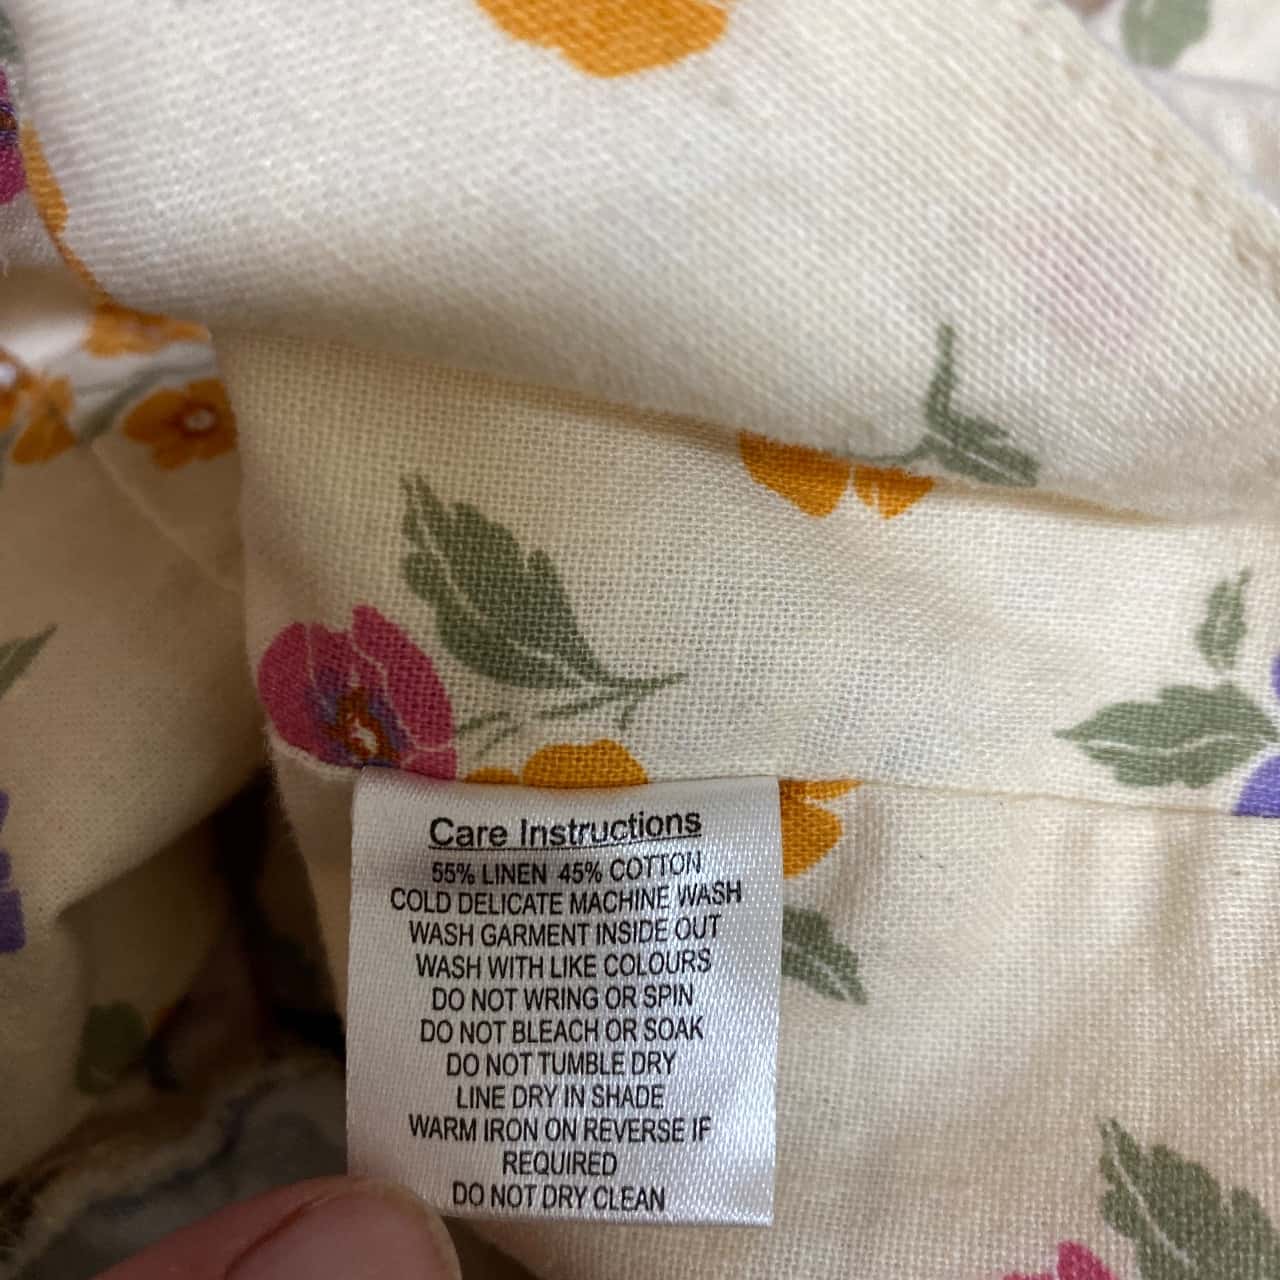 Care Instructions
55% LINEN 45% COTTON
COLD DELICATE MACHINE WASH
WASH GARMENT INSIDE OUT
WASH WITH LIKE COLOURS
DO NOT WRING OR SPIN
DO NOT BLEACH OR SOAK
DO NOT TUMBLE DRY
LINE DRY IN SHADE
WARM IRON ON REVERSE IF
REQUIRED
DO NOT DRY CLEAN